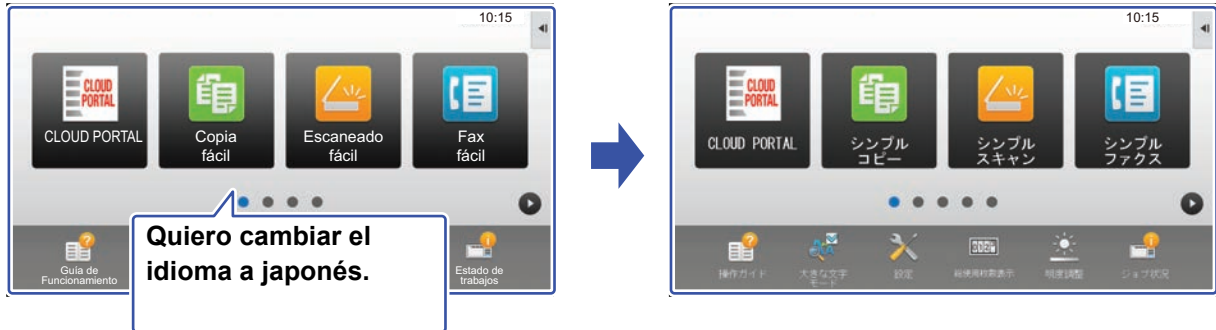 10:15
CLOUD
PORTAL
CLOUD PORTAL
Copia
fácil
Escaneado
fácil
Fax
fácil
Quiero cambiar el
idioma a japonés.
Guía de
Funcionamiento
Estado de
trabajos
10:15
CLOUD
PORTAL
CLOUD PORTAL
シンプル
コピー
シンプル
スキャン
シンプル
ファクス
操作ガイド
大きな文字
モード
設定
総使用枚数表示
明度調整
ジョブ状況